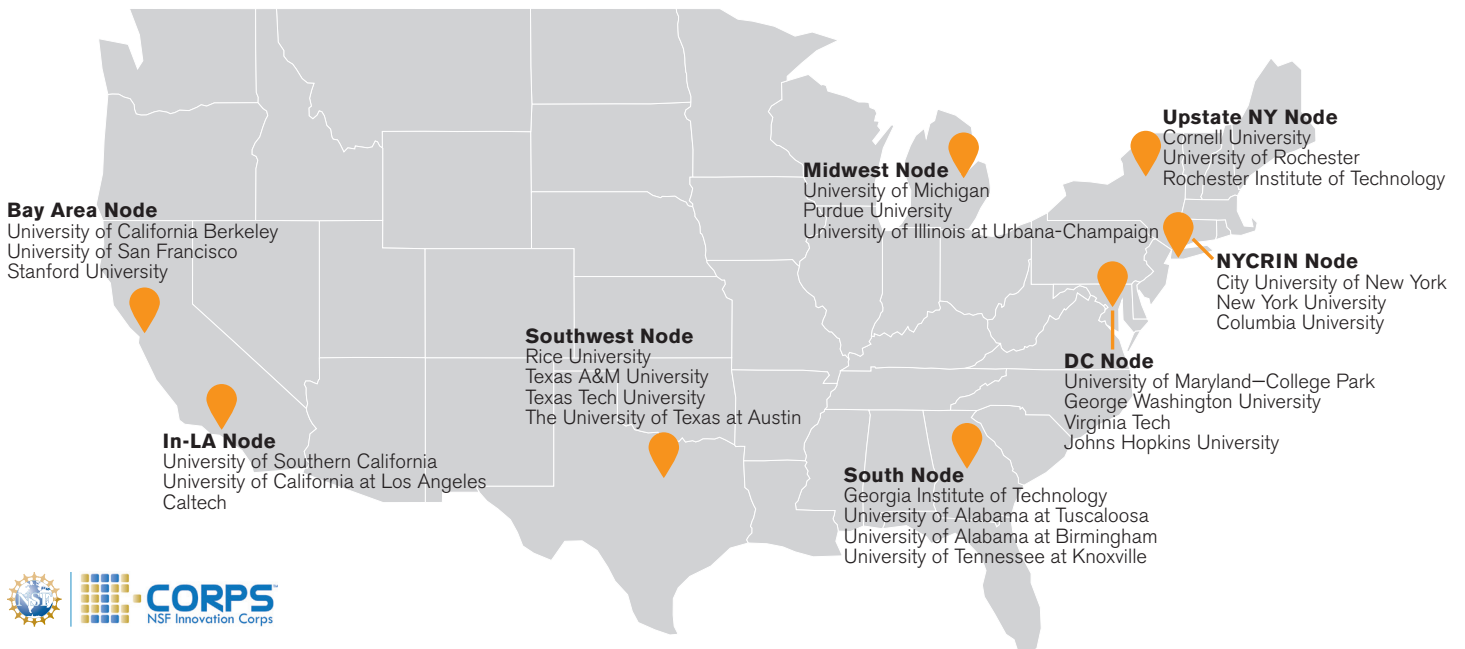 Upstate NY Node
Cornell University
University of Rochester
Rochester Institute of Technology
Midwest Node
University of Michigan
Purdue University
University of Illinois at Urbana-Champaign
Bay Area Node
University of California Berkeley
University of San Francisco
Stanford University
NYCRIN Node
City University of New York
New York University
Columbia University
Southwest Node
Rice University
Texas A&M University
Texas Tech University
The University of Texas at Austin
DC Node
University of Maryland—College Park
George Washington University
Virginia Tech
Johns Hopkins University
In-LA Node
University of Southern California
University of California at Los Angeles
Caltech
South Node
Georgia Institute of Technology
University of Alabama at Tuscaloosa
University of Alabama at Birmingham
University of Tennessee at Knoxville
NSF
I-CORPS™
NSF Innovation Corps